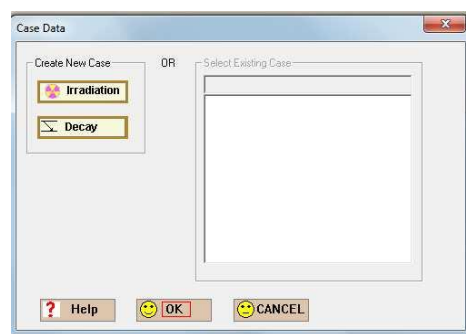 Case Data
Create New Case
OR
Select Existing Case
Irradiation
Decay
? Help
OK
CANCEL